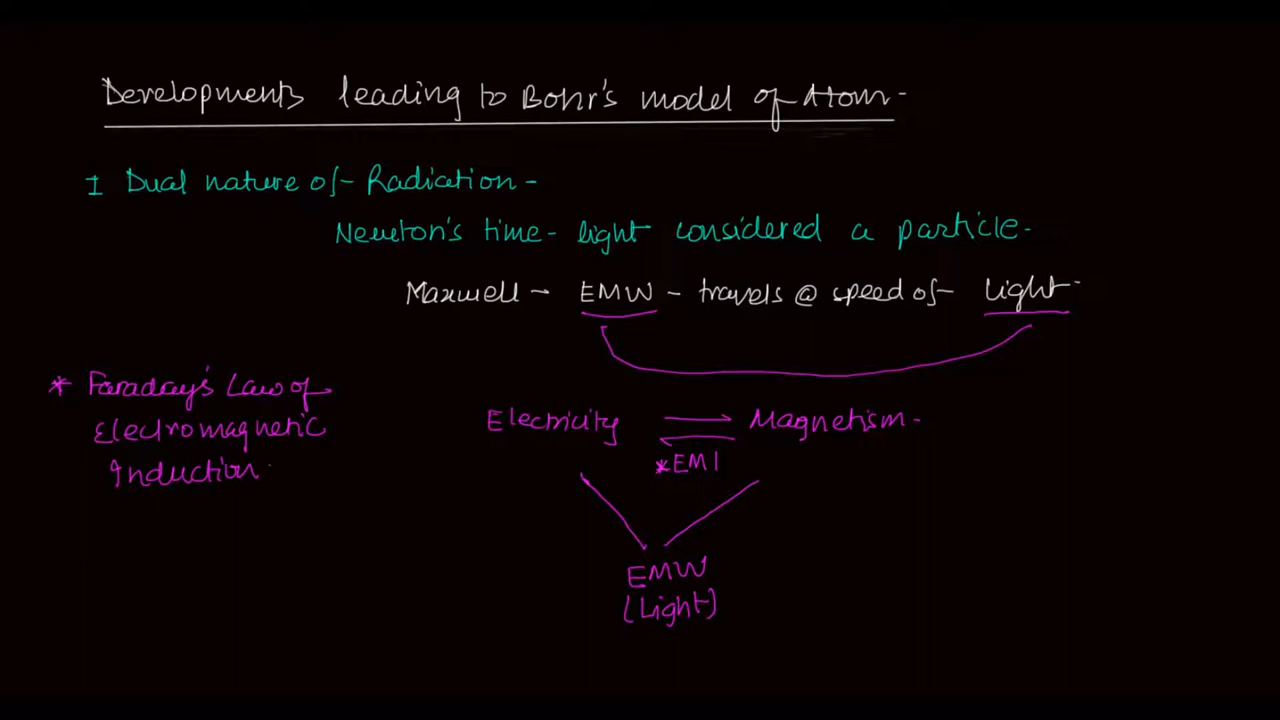 Developments leading to Bohr's model of Atom-
I Dual nature of Radiation-
Newton's time- light considered a particle-
Maxwell - EMW - travels @ speed of light-
* Faraday's Law of
Electromagnetic
Induction
Electricity → Magnetism-
← *EMI
EMW
(Light)